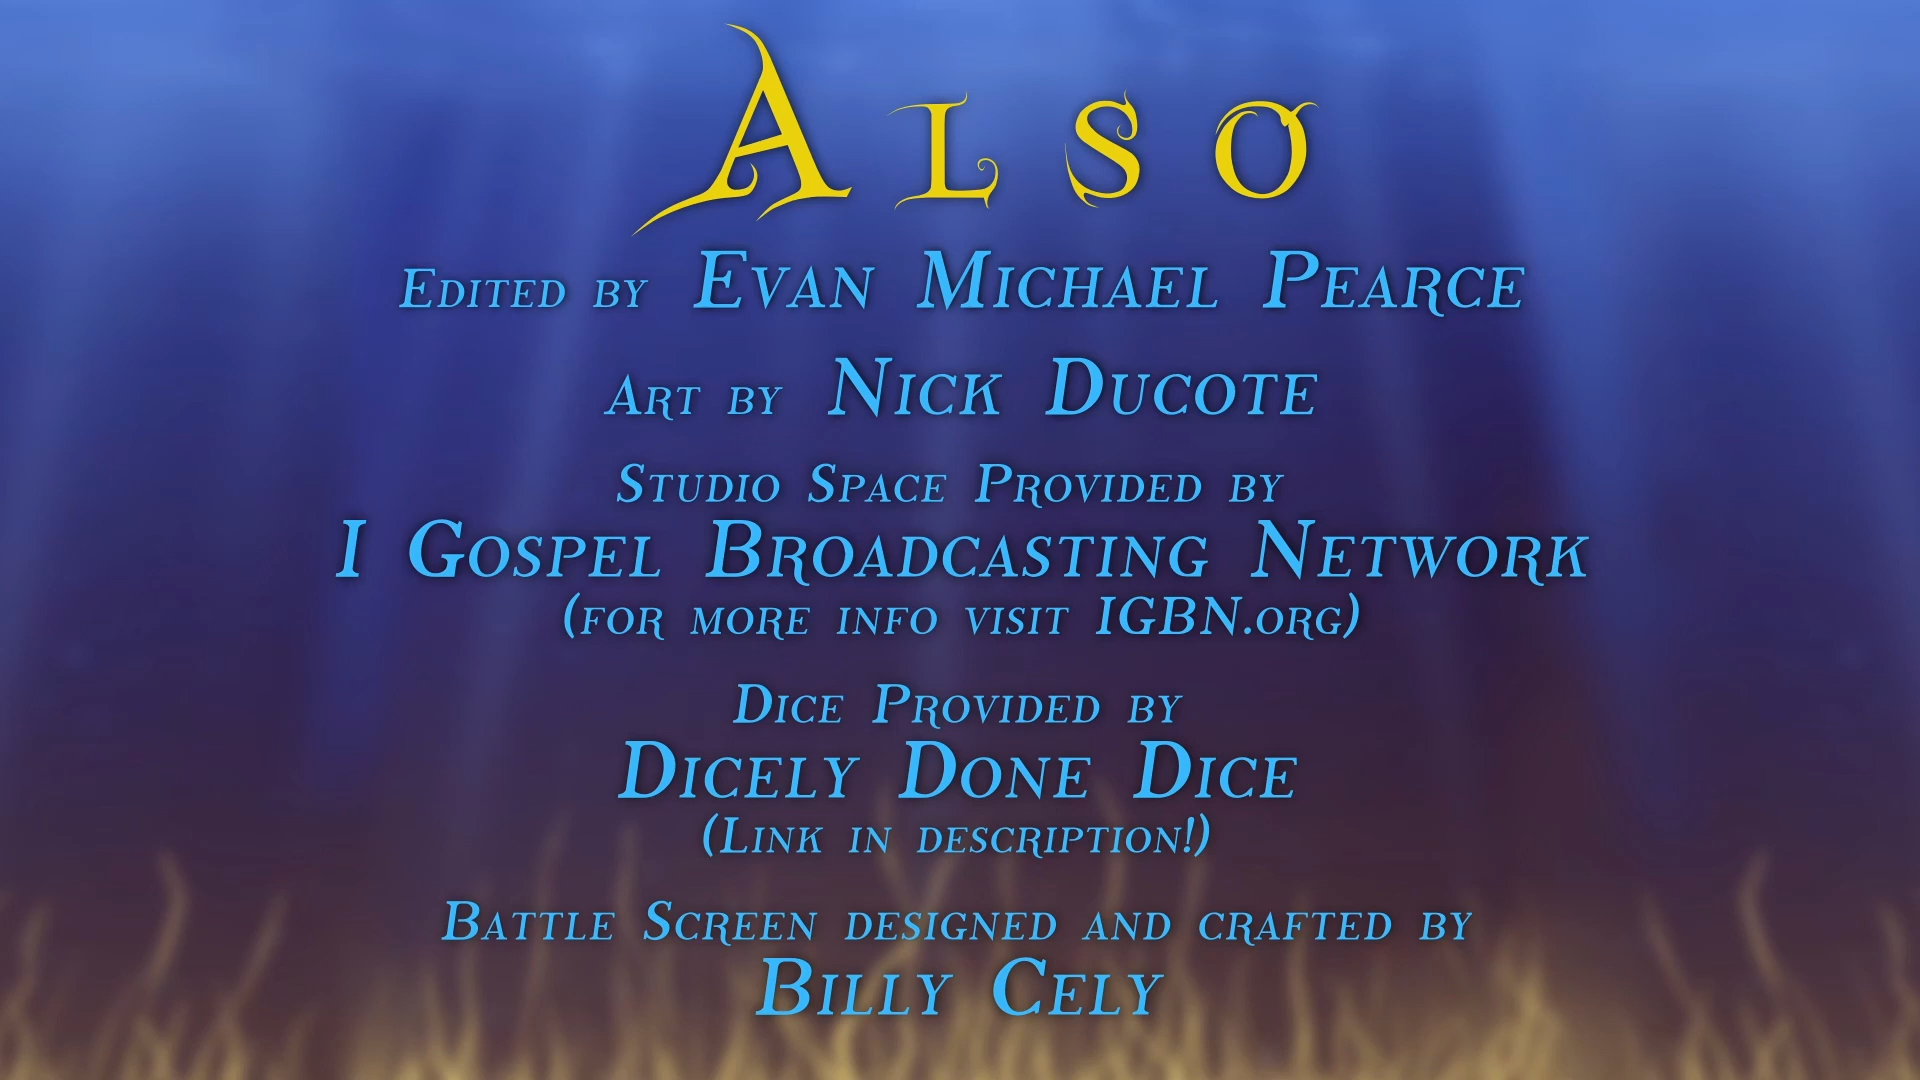 Also
Edited by Evan Michael Pearce
Art by Nick Ducote
Studio Space Provided by
I Gospel Broadcasting Network
(for more info visit IGBN.org)
Dice Provided by
Dicely Done Dice
(Link in description!)
Battle Screen designed and crafted by
Billy Cely